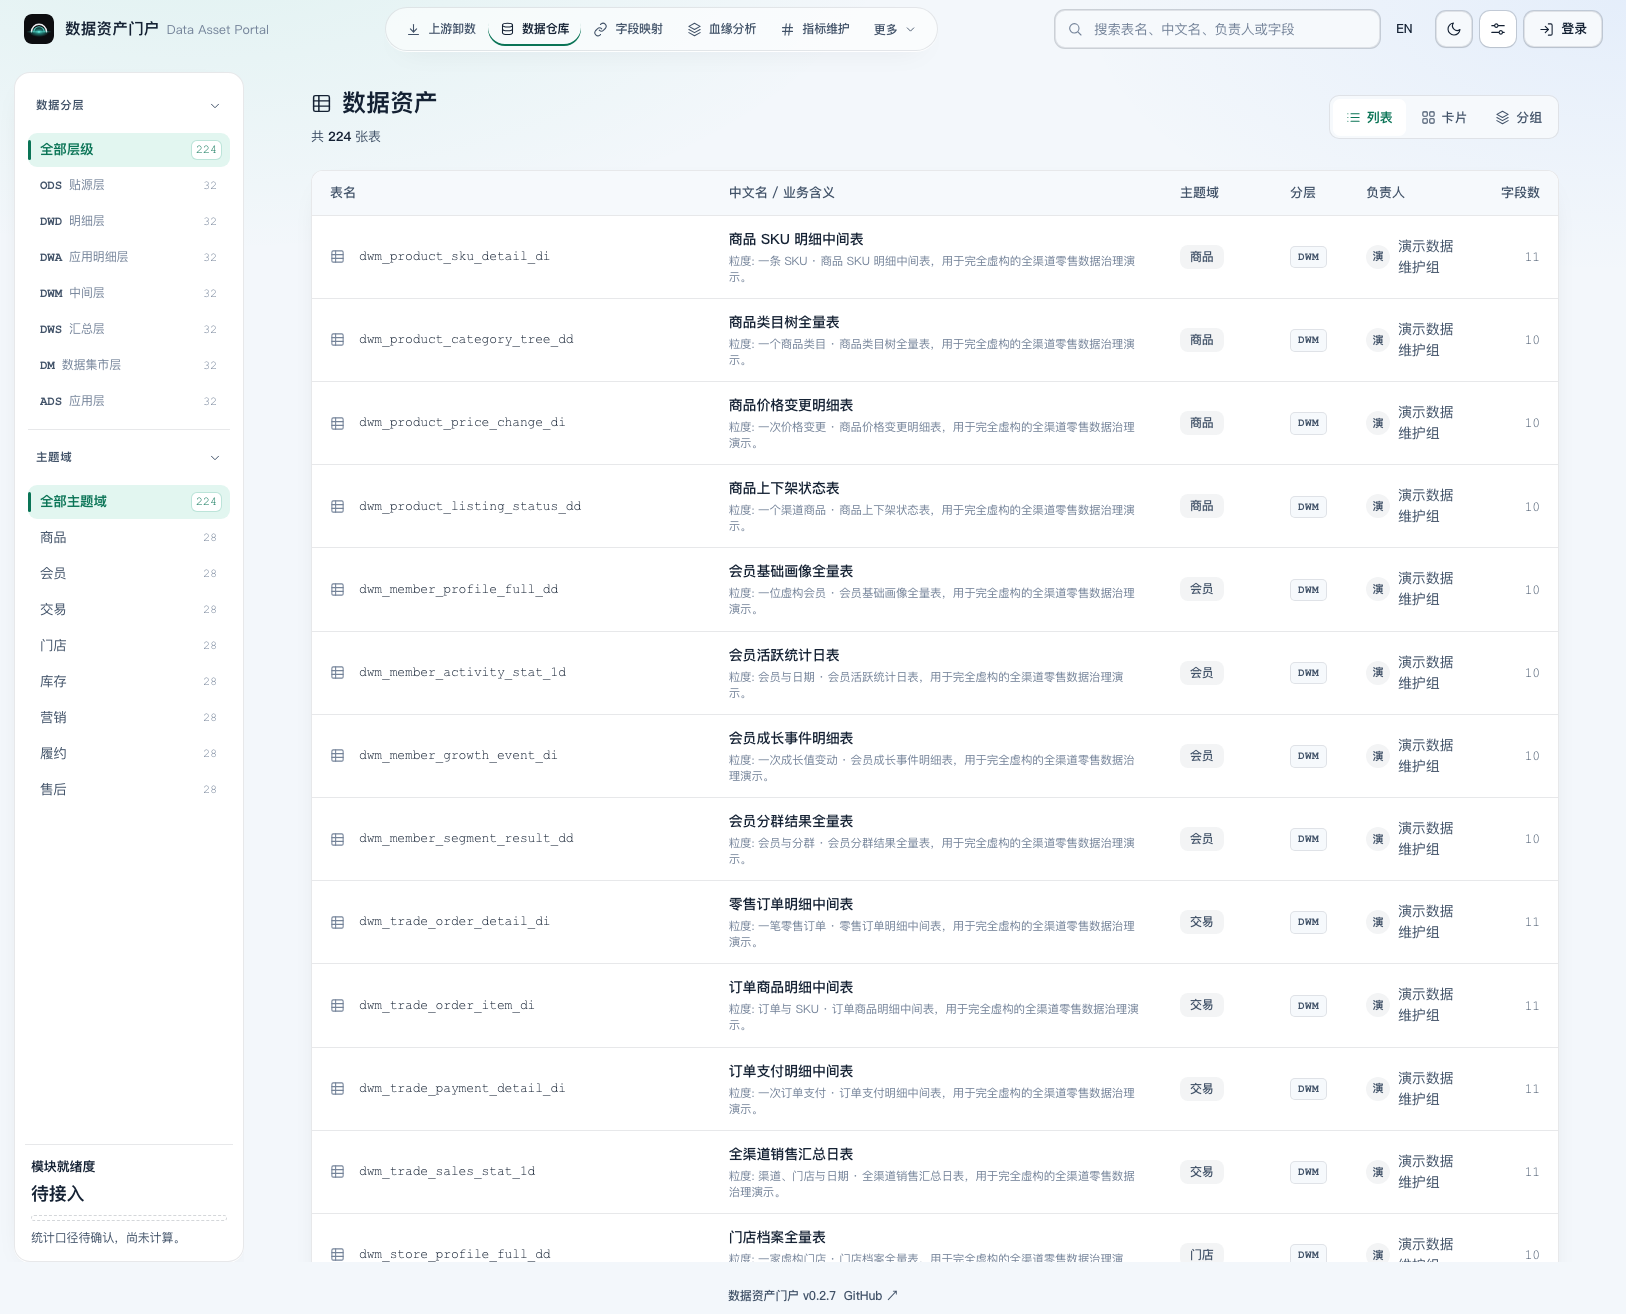 数据资产门户 Data Asset Portal
上游卸数 数据仓库 字段映射 血缘分析 指标维护 更多
搜索表名、中文名、负责人或字段
EN
登录
数据分层
全部层级 224
ODS 贴源层 32
DWD 明细层 32
DWA 应用明细层 32
DWM 中间层 32
DWS 汇总层 32
DM 数据集市层 32
ADS 应用层 32
主题域
全部主题域 224
商品 28
会员 28
交易 28
门店 28
库存 28
营销 28
履约 28
售后 28
模块就绪度
待接入
统计口径待确认，尚未计算。
数据资产
共 224 张表
列表 卡片 分组
表名 中文名 / 业务含义 主题域 分层 负责人 字段数
dwm_product_sku_detail_di
商品 SKU 明细中间表
粒度: 一条 SKU · 商品 SKU 明细中间表，用于完全虚构的全渠道零售数据治理演
示。
商品 DWM 演 演示数据
维护组
11
dwm_product_category_tree_dd
商品类目树全量表
粒度: 一个商品类目 · 商品类目树全量表，用于完全虚构的全渠道零售数据治理演
示。
商品 DWM 演 演示数据
维护组
10
dwm_product_price_change_di
商品价格变更明细表
粒度: 一次价格变更 · 商品价格变更明细表，用于完全虚构的全渠道零售数据治理
演示。
商品 DWM 演 演示数据
维护组
10
dwm_product_listing_status_dd
商品上下架状态表
粒度: 一个渠道商品 · 商品上下架状态表，用于完全虚构的全渠道零售数据治理演
示。
商品 DWM 演 演示数据
维护组
10
dwm_member_profile_full_dd
会员基础画像全量表
粒度: 一位虚构会员 · 会员基础画像全量表，用于完全虚构的全渠道零售数据治理
演示。
会员 DWM 演 演示数据
维护组
10
dwm_member_activity_stat_1d
会员活跃统计日表
粒度: 会员与日期 · 会员活跃统计日表，用于完全虚构的全渠道零售数据治理演
示。
会员 DWM 演 演示数据
维护组
10
dwm_member_growth_event_di
会员成长事件明细表
粒度: 一次成长值变动 · 会员成长事件明细表，用于完全虚构的全渠道零售数据治
理演示。
会员 DWM 演 演示数据
维护组
10
dwm_member_segment_result_dd
会员分群结果全量表
粒度: 会员与分群 · 会员分群结果全量表，用于完全虚构的全渠道零售数据治理演
示。
会员 DWM 演 演示数据
维护组
10
dwm_trade_order_detail_di
零售订单明细中间表
粒度: 一笔零售订单 · 零售订单明细中间表，用于完全虚构的全渠道零售数据治理
演示。
交易 DWM 演 演示数据
维护组
11
dwm_trade_order_item_di
订单商品明细中间表
粒度: 订单与 SKU · 订单商品明细中间表，用于完全虚构的全渠道零售数据治理演
示。
交易 DWM 演 演示数据
维护组
11
dwm_trade_payment_detail_di
订单支付明细中间表
粒度: 一次订单支付 · 订单支付明细中间表，用于完全虚构的全渠道零售数据治理
演示。
交易 DWM 演 演示数据
维护组
11
dwm_trade_sales_stat_1d
全渠道销售汇总日表
粒度: 渠道、门店与日期 · 全渠道销售汇总日表，用于完全虚构的全渠道零售数据
治理演示。
交易 DWM 演 演示数据
维护组
11
dwm_store_profile_full_dd
门店档案全量表
粒度: 一家虚构门店 · 门店档案全量表，用于完全虚构的全渠道零售数据治理演
门店 DWM 演 演示数据
维护组
10
数据资产门户 v0.2.7 GitHub ↗